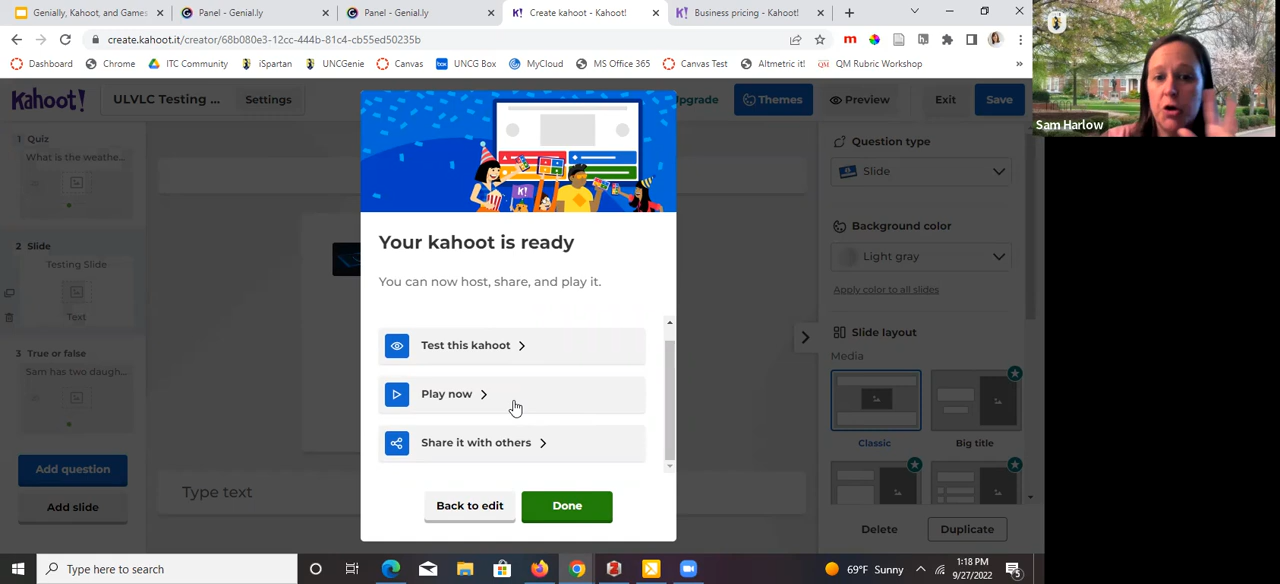 Genially, Kahoot, and Games
Panel - Genial.ly
Panel - Genial.ly
K! Create kahoot - Kahoot!
K! Business pricing - Kahoot!
create.kahoot.it/creator/68b080e3-12cc-444b-81c4-cb55ed50235b
Dashboard
Chrome
ITC Community
iSpartan
UNCGenie
Canvas
UNCG Box
MyCloud
MS Office 365
Canvas Test
Altmetric it!
QM Rubric Workshop
»
Kahoot!
ULVLC Testing ...
Settings
Upgrade
Themes
Preview
Exit
Save
1 Quiz
What is the weathe...
2 Slide
Testing Slide
Text
3 True or false
Sam has two daugh...
Add question
Add slide
K!
Your kahoot is ready
You can now host, share, and play it.
Test this kahoot
Play now
Share it with others
Back to edit
Done
Type text
Question type
Slide
Background color
Light gray
Apply color to all slides
Slide layout
Media
Classic
Big title
Delete
Duplicate
Sam Harlow
Type here to search
69°F Sunny
1:18 PM
9/27/2022
5